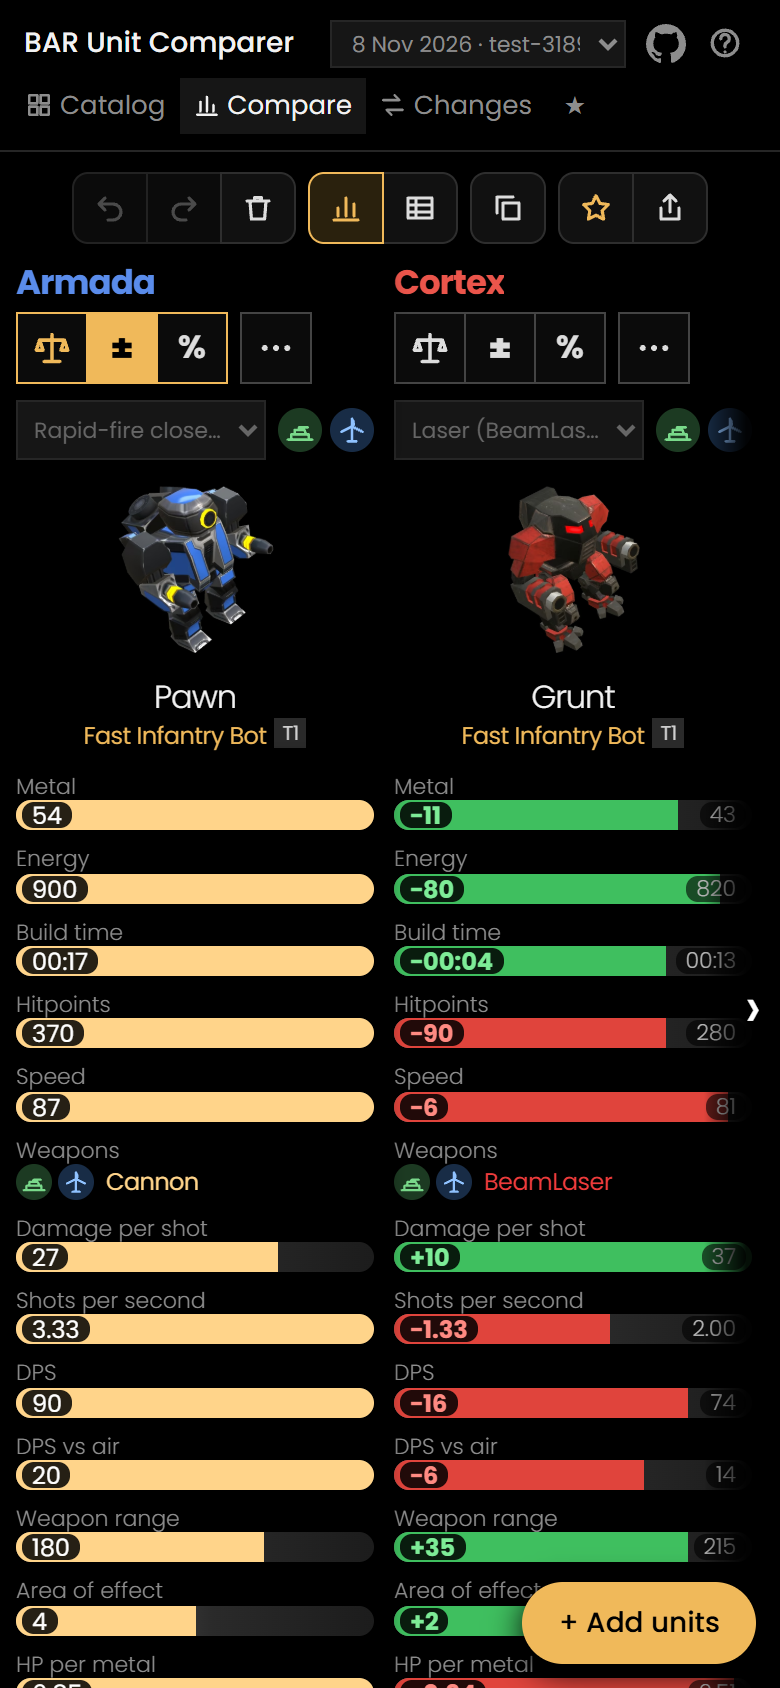 BAR Unit Comparer
8 Nov 2026 · test-3189
Catalog
Compare
Changes
Armada
± %
Rapid-fire close...
Pawn
Fast Infantry Bot T1
Metal
54
Energy
900
Build time
00:17
Hitpoints
370
Speed
87
Weapons
Cannon
Damage per shot
27
Shots per second
3.33
DPS
90
DPS vs air
20
Weapon range
180
Area of effect
4
HP per metal
Cortex
± %
Laser (BeamLas...
Grunt
Fast Infantry Bot T1
Metal
-11 43
Energy
-80 820
Build time
-00:04 00:13
Hitpoints
-90 280
Speed
-6 81
Weapons
BeamLaser
Damage per shot
+10 37
Shots per second
-1.33 2.00
DPS
-16 74
DPS vs air
-6 14
Weapon range
+35 215
Area of effect
+2
HP per metal
+ Add units